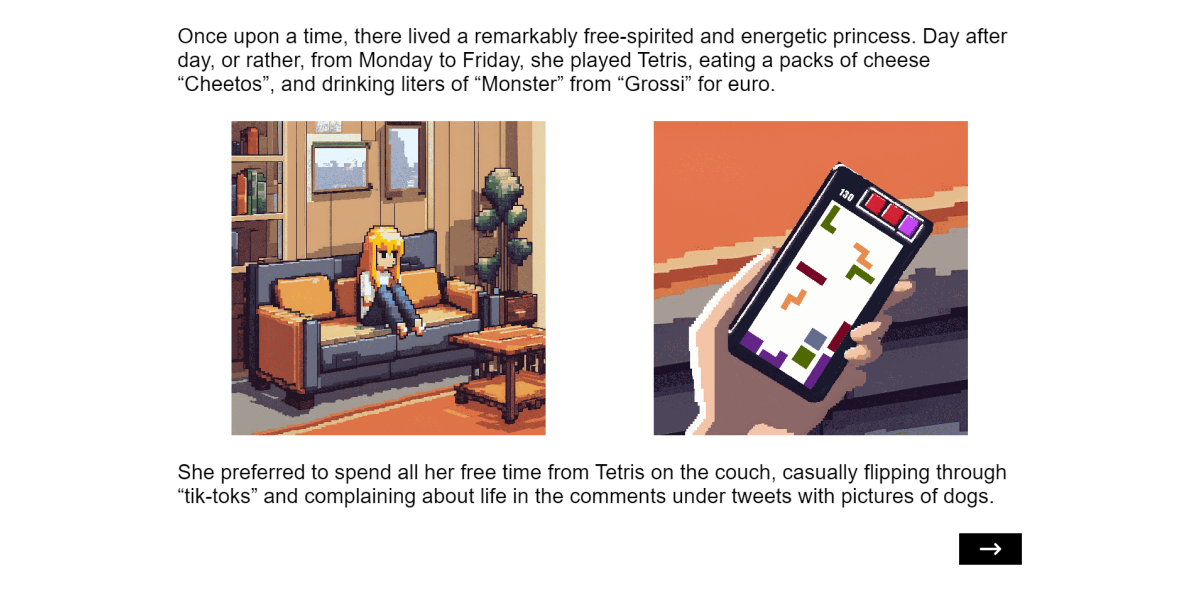 Once upon a time, there lived a remarkably free-spirited and energetic princess. Day after
day, or rather, from Monday to Friday, she played Tetris, eating a packs of cheese
“Cheetos”, and drinking liters of “Monster” from “Grossi” for euro.
130
She preferred to spend all her free time from Tetris on the couch, casually flipping through
“tik-toks” and complaining about life in the comments under tweets with pictures of dogs.